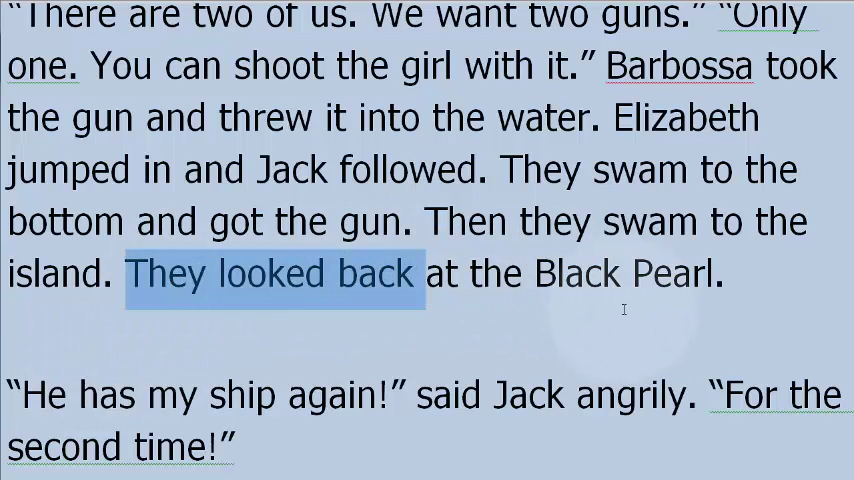 “There are two of us. We want two guns.” “Only
one. You can shoot the girl with it.” Barbossa took
the gun and threw it into the water. Elizabeth
jumped in and Jack followed. They swam to the
bottom and got the gun. Then they swam to the
island. They looked back at the Black Pearl.
“He has my ship again!” said Jack angrily. “For the
second time!”